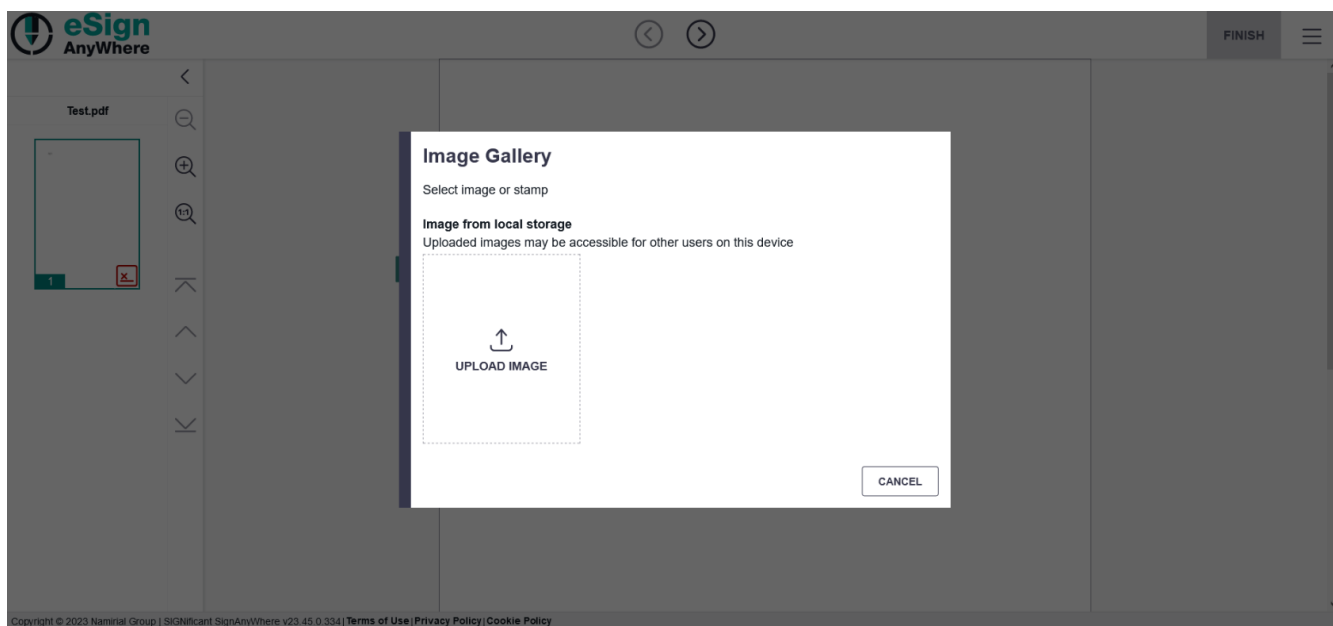 eSign
AnyWhere
FINISH
Test.pdf
1:1
1
x
Image Gallery
Select image or stamp
Image from local storage
Uploaded images may be accessible for other users on this device
UPLOAD IMAGE
CANCEL
Copyright © 2023 Namirial Group | SIGNificant SignAnyWhere v23.45.0.334 | Terms of Use | Privacy Policy | Cookie Policy